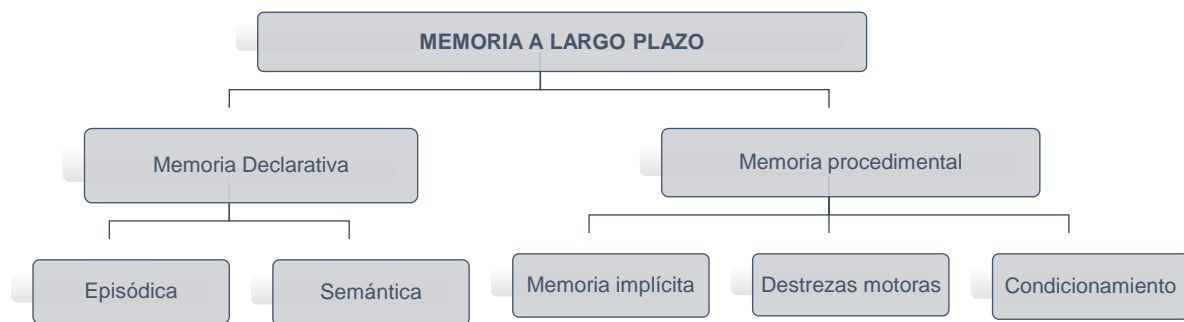 MEMORIA A LARGO PLAZO
Memoria Declarativa
Memoria procedimental
Episódica
Semántica
Memoria implícita
Destrezas motoras
Condicionamiento